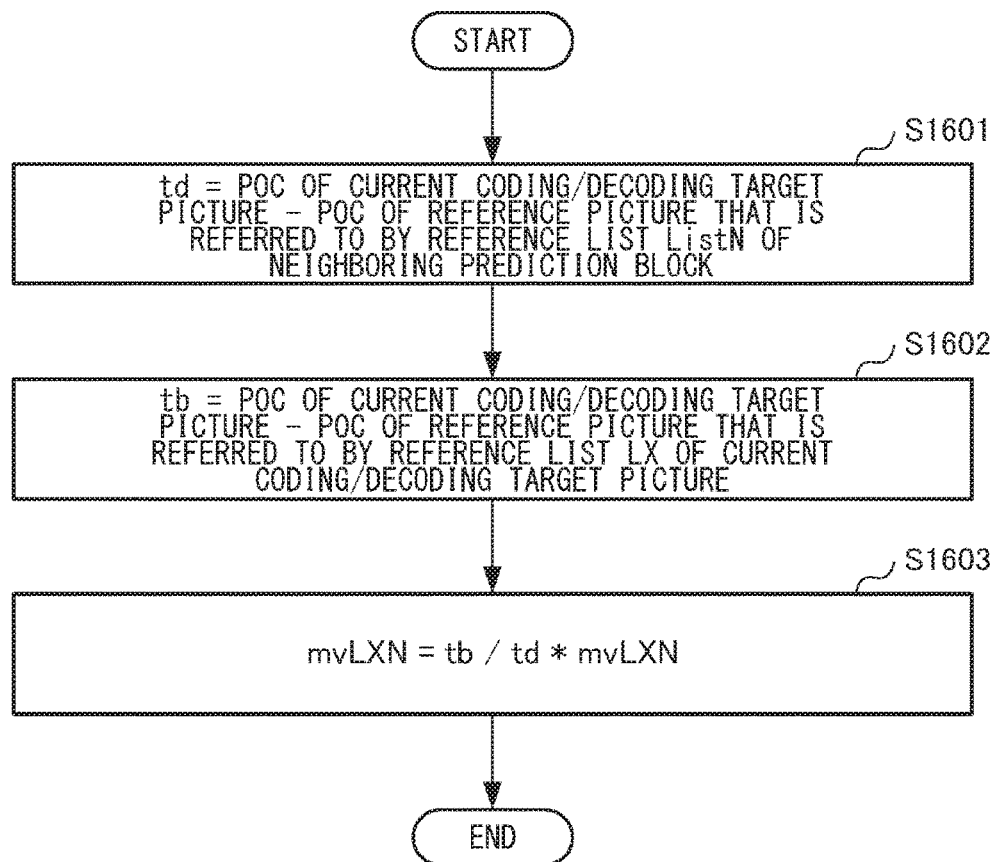 START
S1601
td = POC OF CURRENT CODING/DECODING TARGET
PICTURE - POC OF REFERENCE PICTURE THAT IS
REFERRED TO BY REFERENCE LIST ListN OF
NEIGHBORING PREDICTION BLOCK
S1602
tb = POC OF CURRENT CODING/DECODING TARGET
PICTURE - POC OF REFERENCE PICTURE THAT IS
REFERRED TO BY REFERENCE LIST LX OF CURRENT
CODING/DECODING TARGET PICTURE
S1603
mvLXN = tb / td * mvLXN
END